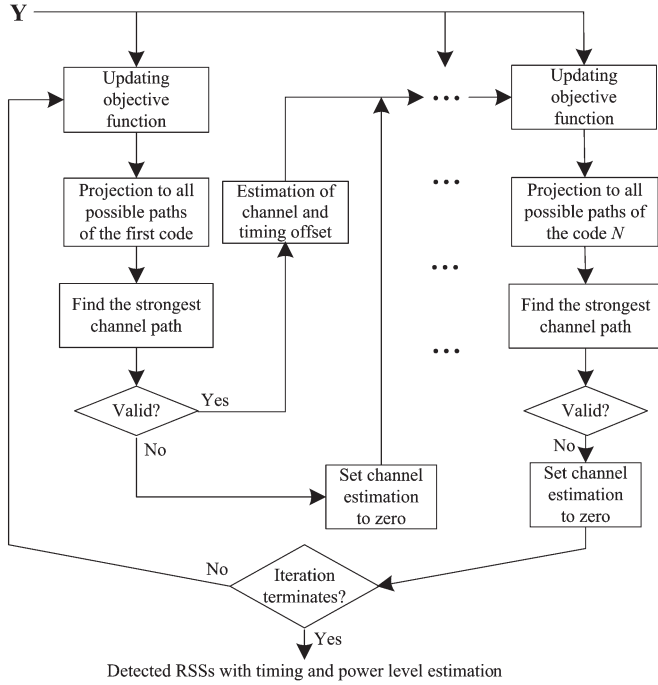 Y
Updating
objective
function
Projection to all
possible paths
of the first code
Find the strongest
channel path
Valid?
Yes
No
Estimation of
channel and
timing offset
Set channel
estimation
to zero
...
...
...
...
Updating
objective
function
Projection to all
possible paths of
the code N
Find the strongest
channel path
Valid?
No
Set channel
estimation
to zero
No
Iteration
terminates?
Yes
Detected RSSs with timing and power level estimation